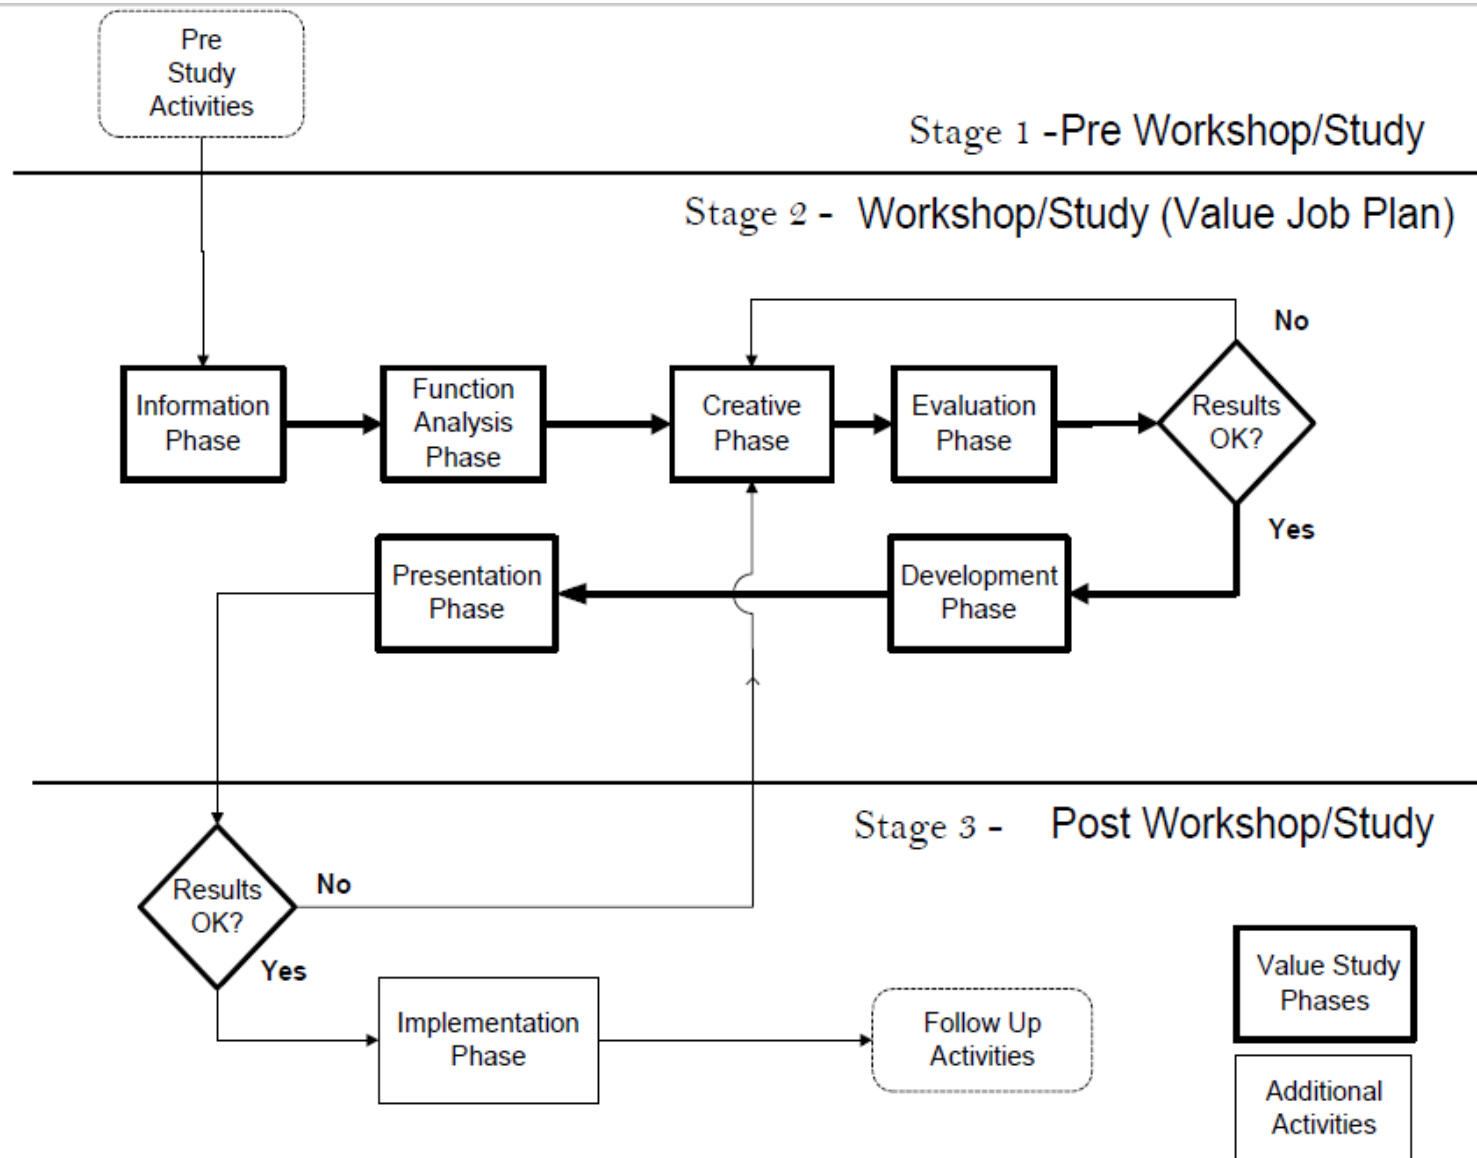 Pre
Study
Activities
Stage 1 -Pre Workshop/Study
Stage 2 - Workshop/Study (Value Job Plan)
No
Information
Phase
Function
Analysis
Phase
Creative
Phase
Evaluation
Phase
Results
OK?
Yes
Presentation
Phase
Development
Phase
Stage 3 - Post Workshop/Study
Results
OK?
No
Yes
Implementation
Phase
Follow Up
Activities
Value Study
Phases
Additional
Activities